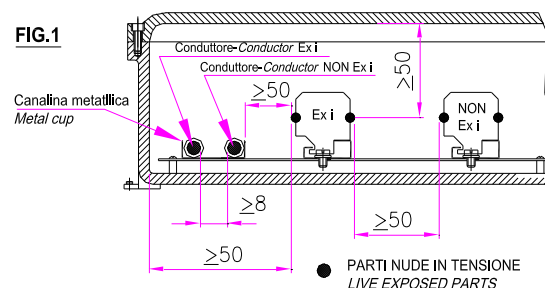 FIG.1
Conduttore-Conductor Ex i
Conduttore-Conductor NON Ex i
Canalina metatllica
Metal cup
≥50
≥50
Ex i
NON
Ex i
≥8
≥50
≥50
PARTI NUDE IN TENSIONE
LIVE EXPOSED PARTS